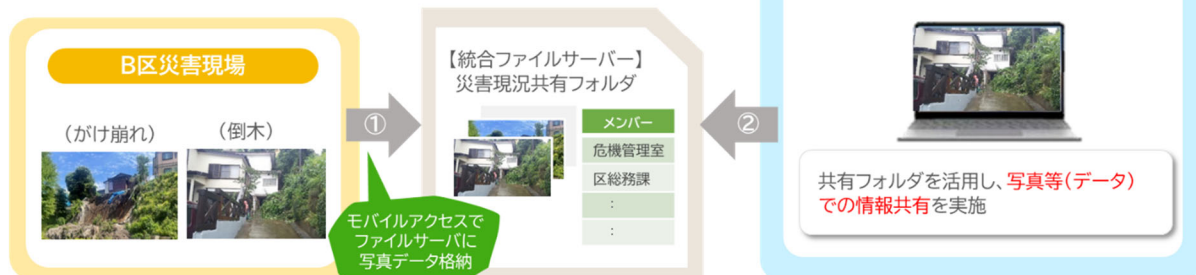 B区災害現場
(がけ崩れ)
(倒木)
①
モバイルアクセスで
ファイルサーバに
写真データ格納
【統合ファイルサーバー】
災害現況共有フォルダ
メンバー
危機管理室
区総務課
：
：
②
共有フォルダを活用し、写真等(データ)
での情報共有を実施